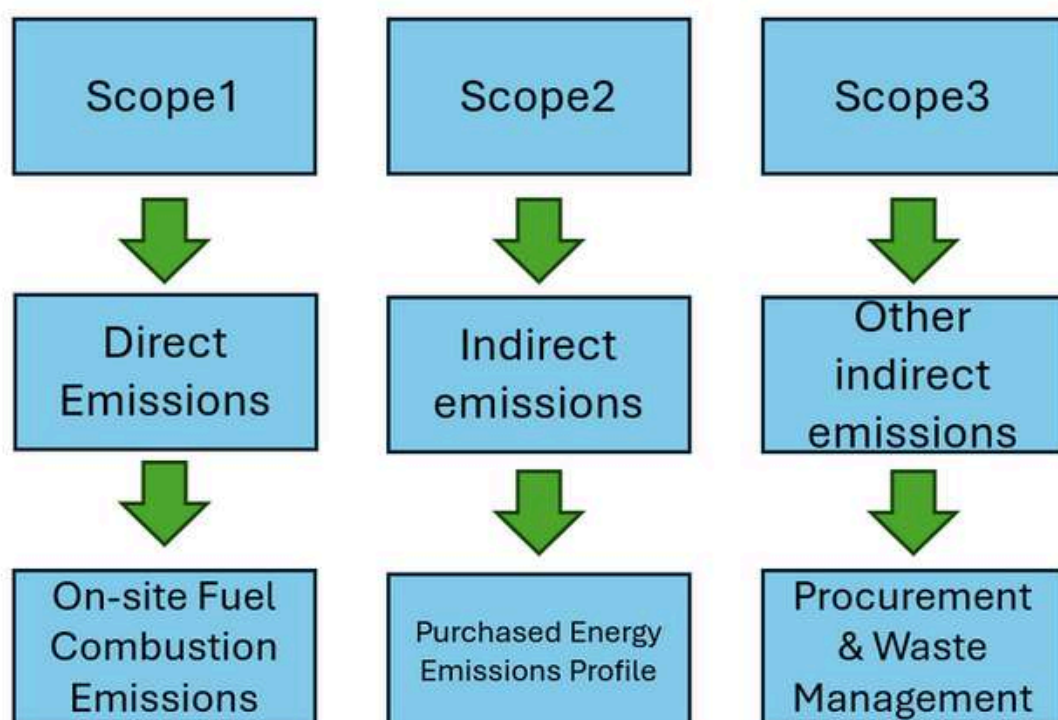 Scope1
Scope2
Scope3
Direct
Emissions
Indirect
emissions
Other
indirect
emissions
On-site Fuel
Combustion
Emissions
Purchased Energy
Emissions Profile
Procurement
& Waste
Management